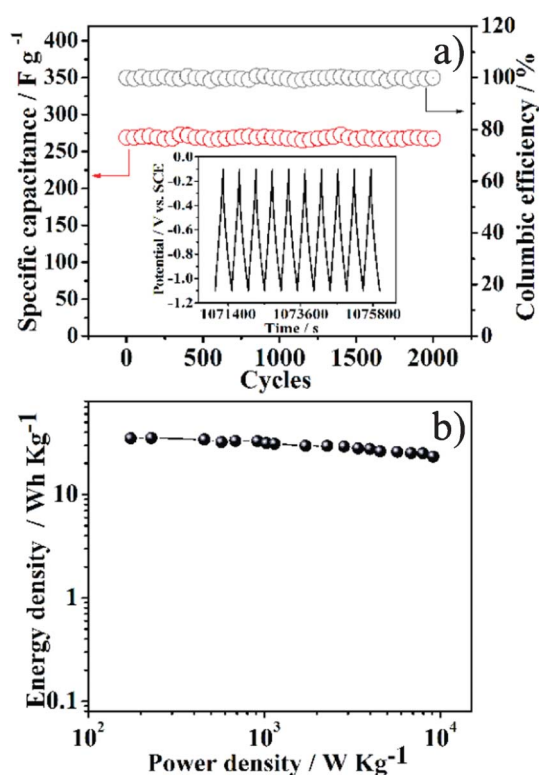 a)
Specific capacitance / F g⁻¹
400
350
300
250
200
150
100
50
0
120
100
80
60
40
20
0
Columbic efficiency / %
Potential / V vs. SCE
0.0
-0.2
-0.4
-0.6
-0.8
-1.0
-1.2
1071400 1073600 1075800
Time / s
0 500 1000 1500 2000
Cycles
b)
Energy density / Wh Kg⁻¹
10
1
0.1
10² 10³ 10⁴
Power density / W Kg⁻¹